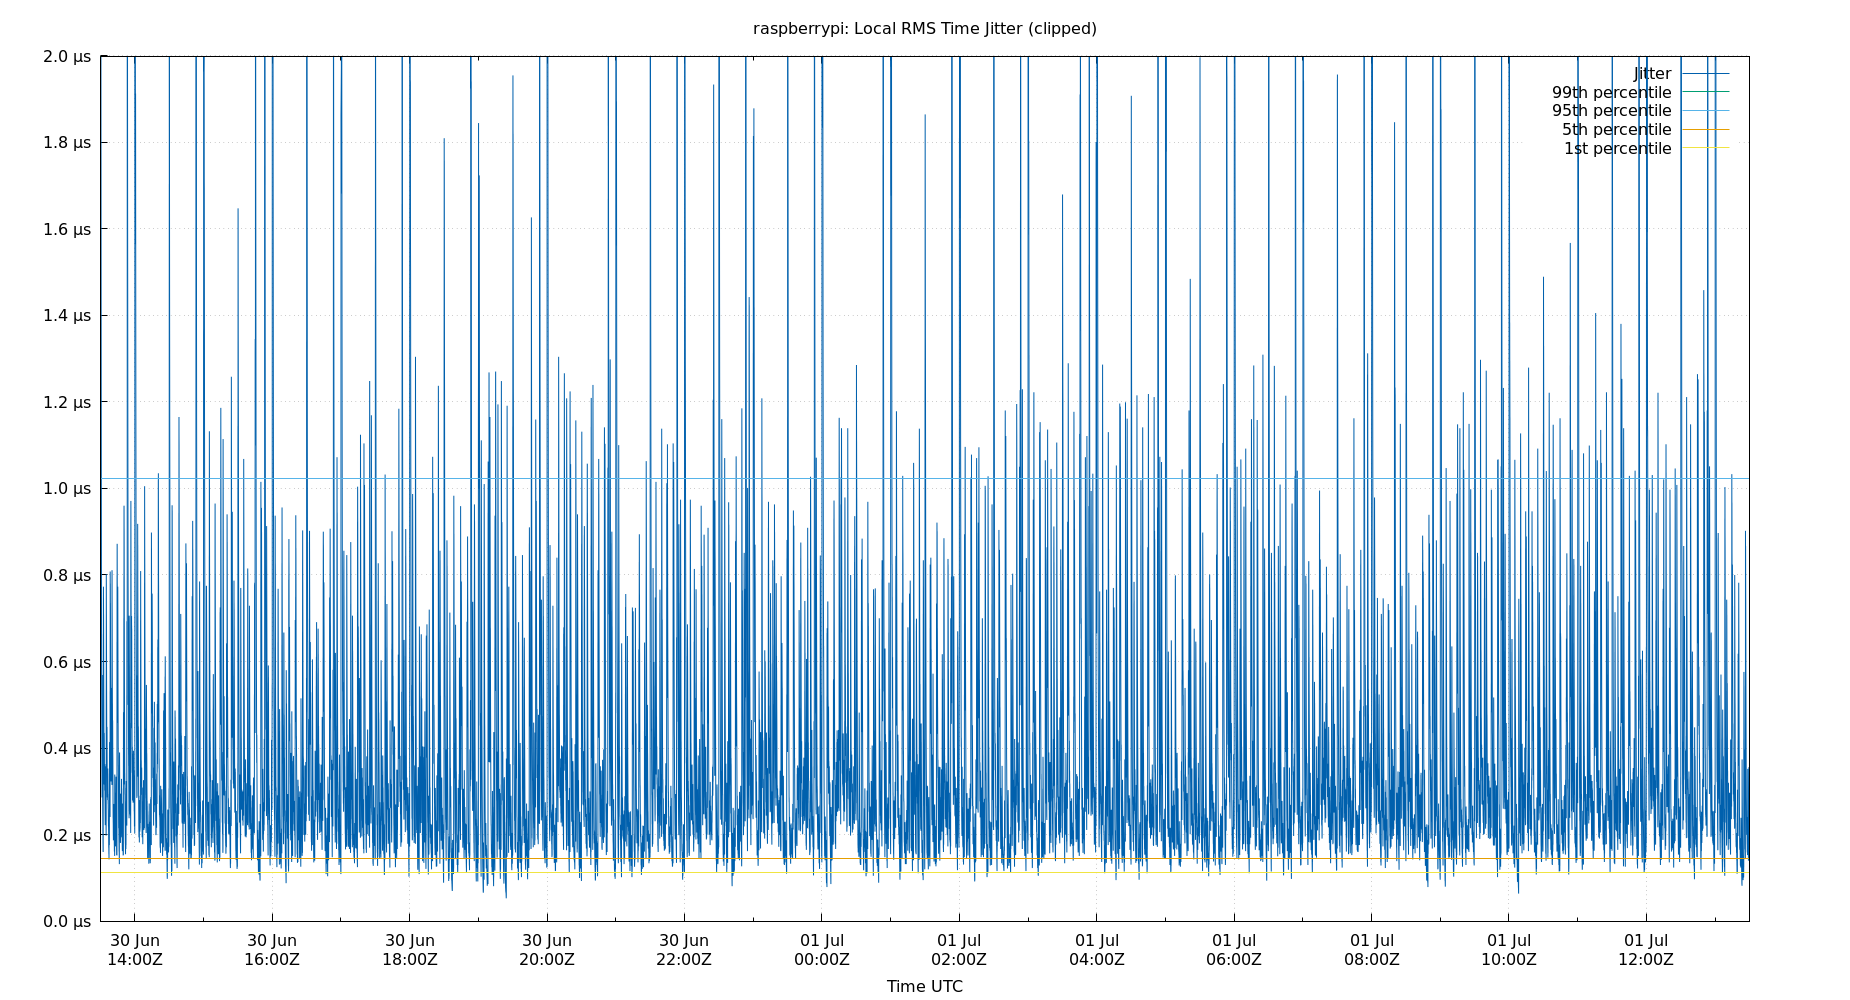 raspberrypi: Local RMS Time Jitter (clipped)
2.0 µs
1.8 µs
1.6 µs
1.4 µs
1.2 µs
1.0 µs
0.8 µs
0.6 µs
0.4 µs
0.2 µs
0.0 µs
Jitter
99th percentile
95th percentile
5th percentile
1st percentile
30 Jun 30 Jun 30 Jun 30 Jun 30 Jun 01 Jul 01 Jul 01 Jul 01 Jul 01 Jul 01 Jul 01 Jul
14:00Z 16:00Z 18:00Z 20:00Z 22:00Z 00:00Z 02:00Z 04:00Z 06:00Z 08:00Z 10:00Z 12:00Z
Time UTC